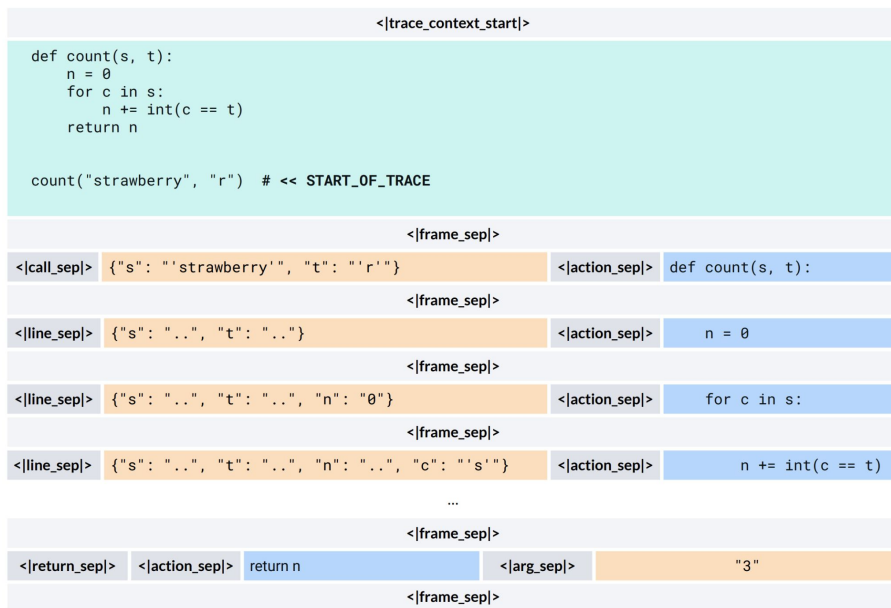 <|trace_context_start|>
def count(s, t):
    n = 0
    for c in s:
        n += int(c == t)
    return n
count("strawberry", "r")  # << START_OF_TRACE
<|frame_sep|>
<|call_sep|> {"s": "'strawberry'", "t": "'r'"} <|action_sep|> def count(s, t):
<|frame_sep|>
<|line_sep|> {"s": "..", "t": ".."} <|action_sep|>     n = 0
<|frame_sep|>
<|line_sep|> {"s": "..", "t": "..", "n": "0"} <|action_sep|>     for c in s:
<|frame_sep|>
<|line_sep|> {"s": "..", "t": "..", "n": "..", "c": "'s'"} <|action_sep|>         n += int(c == t)
...
<|frame_sep|>
<|return_sep|> <|action_sep|> return n <|arg_sep|> "3"
<|frame_sep|>